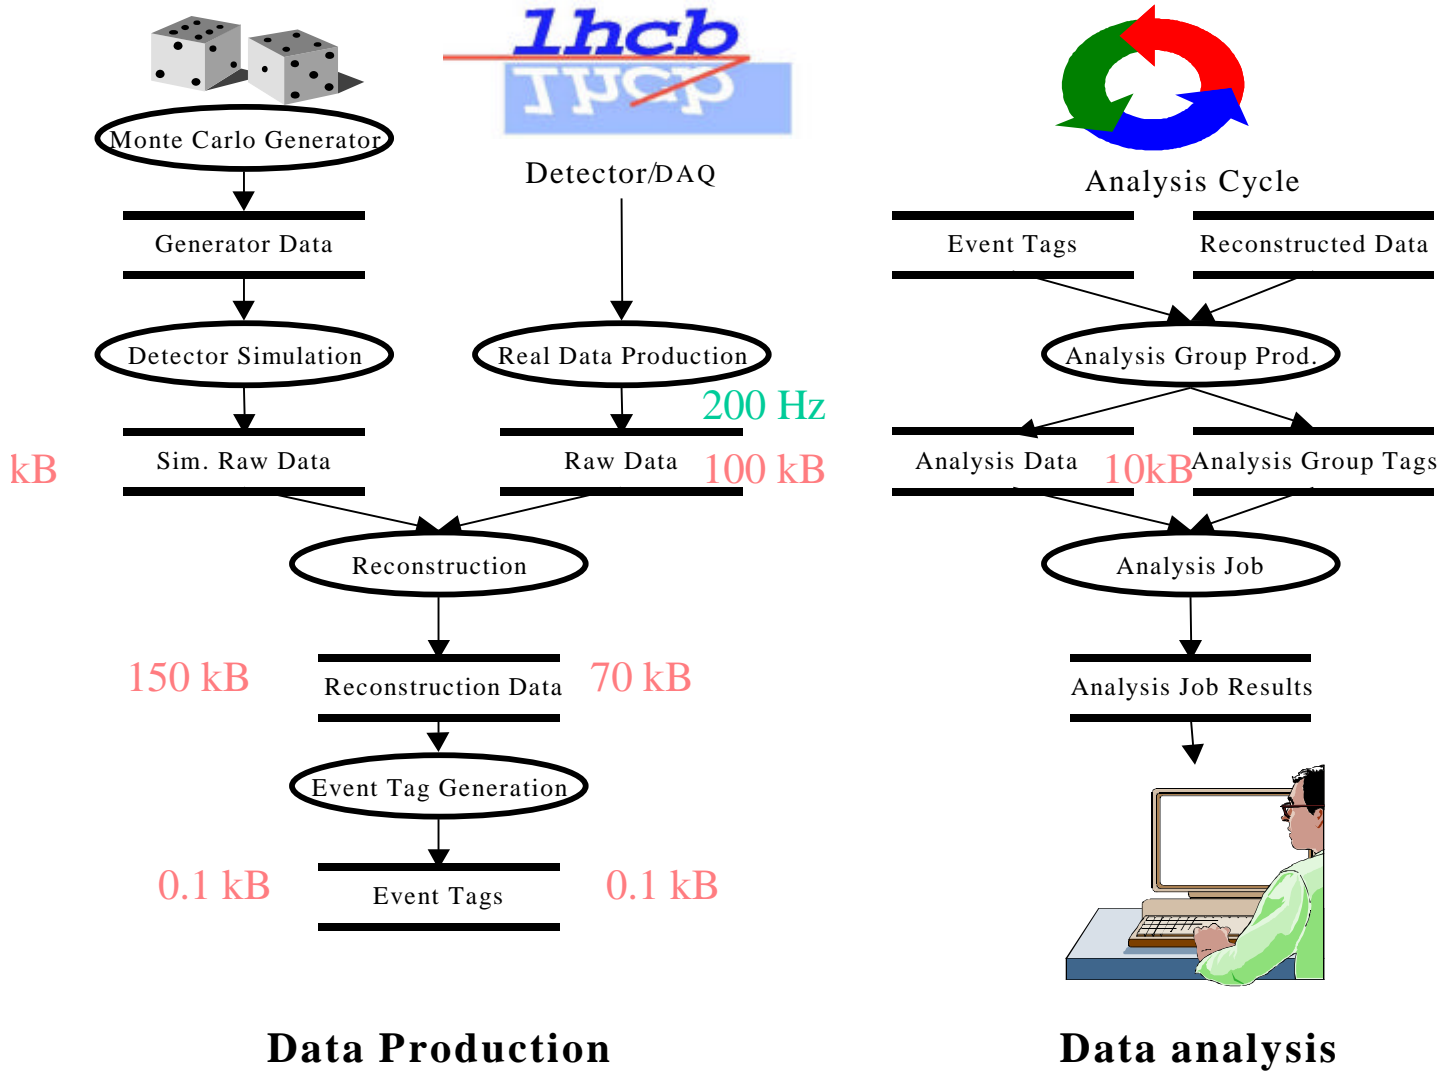 lhcb
lhcb
Monte Carlo Generator
Detector/DAQ
Generator Data
Detector Simulation
Real Data Production
200 Hz
kB
Sim. Raw Data
Raw Data
100 kB
Reconstruction
150 kB
Reconstruction Data
70 kB
Event Tag Generation
0.1 kB
Event Tags
0.1 kB
Data Production
Analysis Cycle
Event Tags
Reconstructed Data
Analysis Group Prod.
Analysis Data
10kB
Analysis Group Tags
Analysis Job
Analysis Job Results
Data analysis